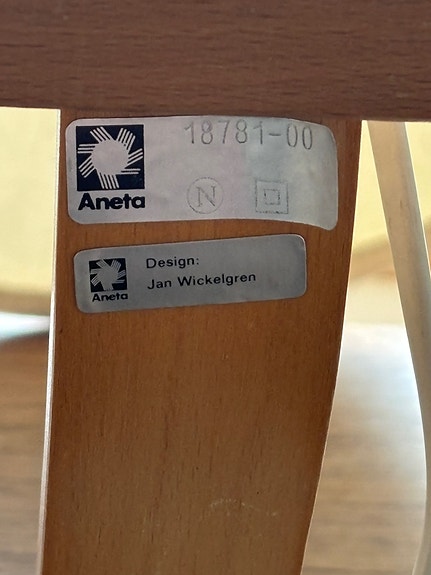 18781-00
N
Aneta
Design:
Jan Wickelgren
Aneta